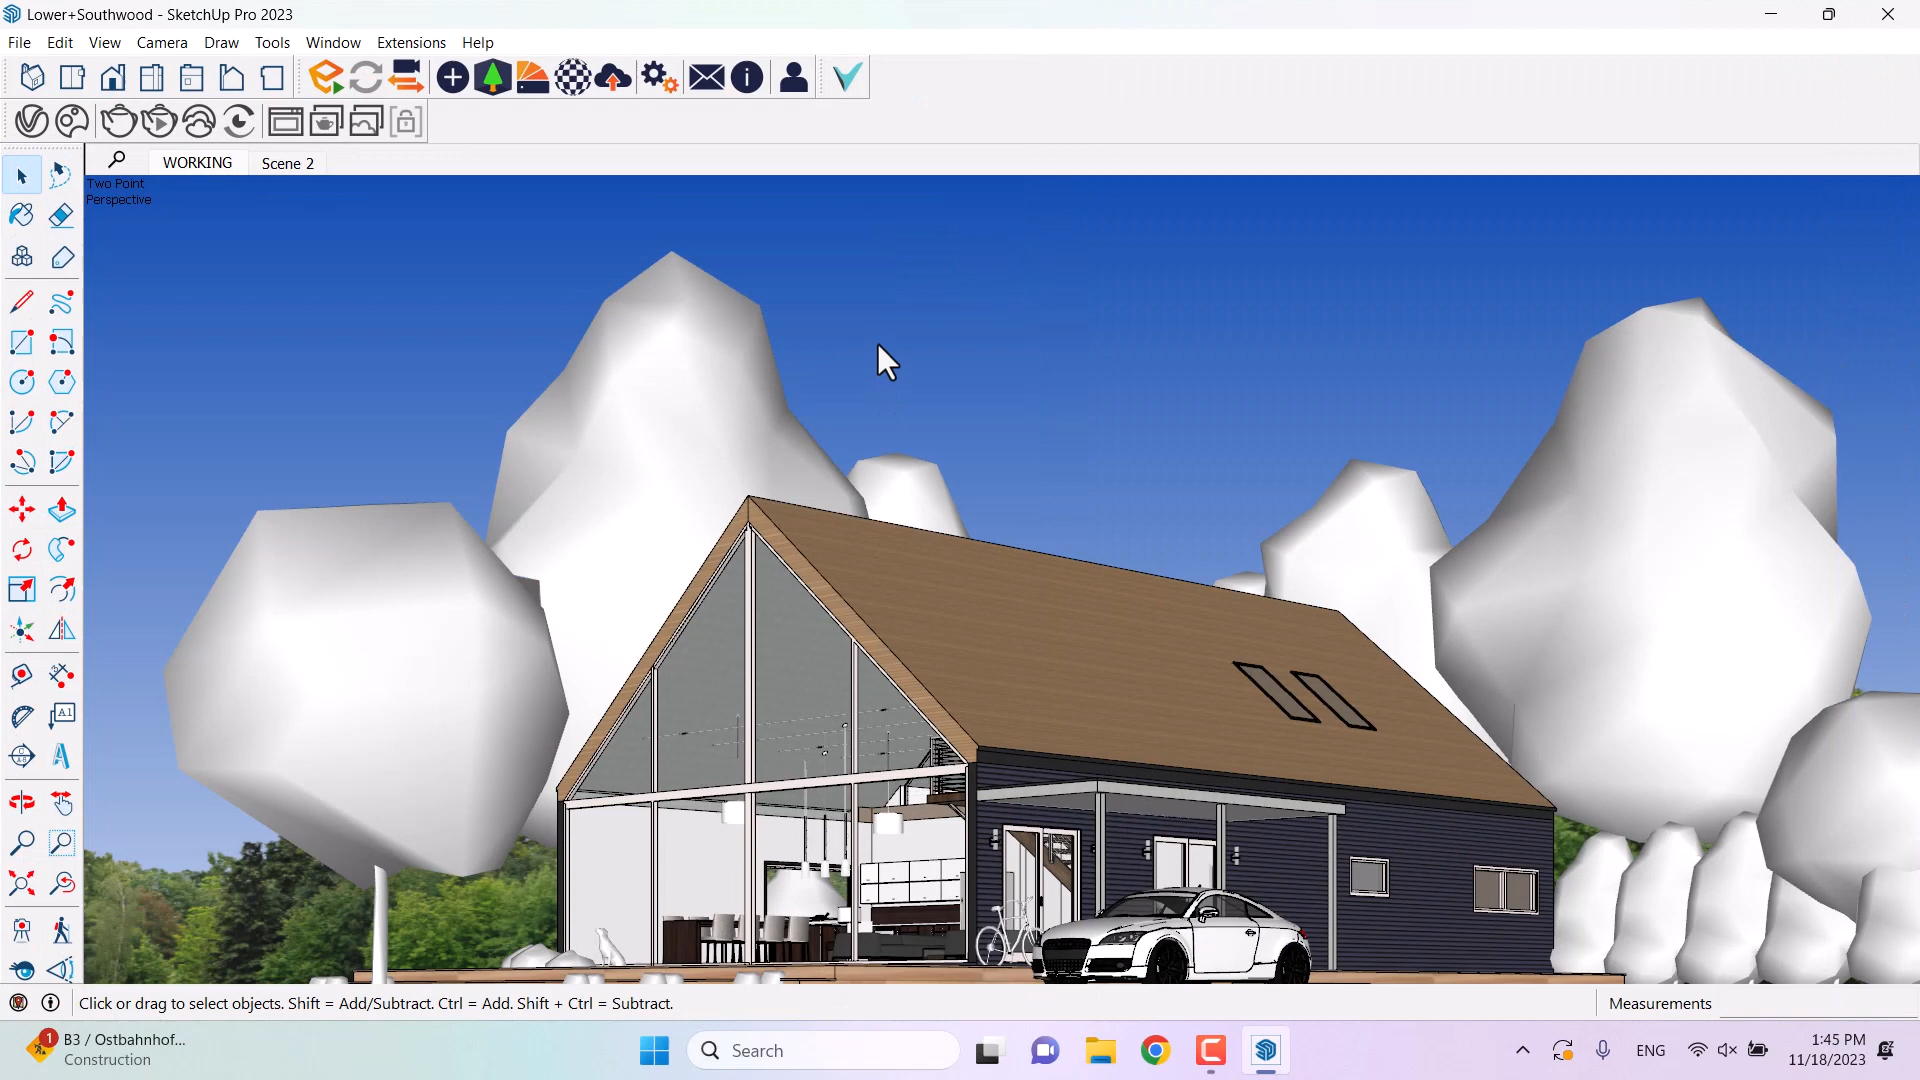 Lower+Southwood - SketchUp Pro 2023
File Edit View Camera Draw Tools Window Extensions Help
WORKING Scene 2
Two Point
Perspective
A1
Click or drag to select objects. Shift = Add/Subtract. Ctrl = Add. Shift + Ctrl = Subtract.
Measurements
1
B3 / Ostbahnhof...
Construction
Search
ENG
1:45 PM
11/18/2023